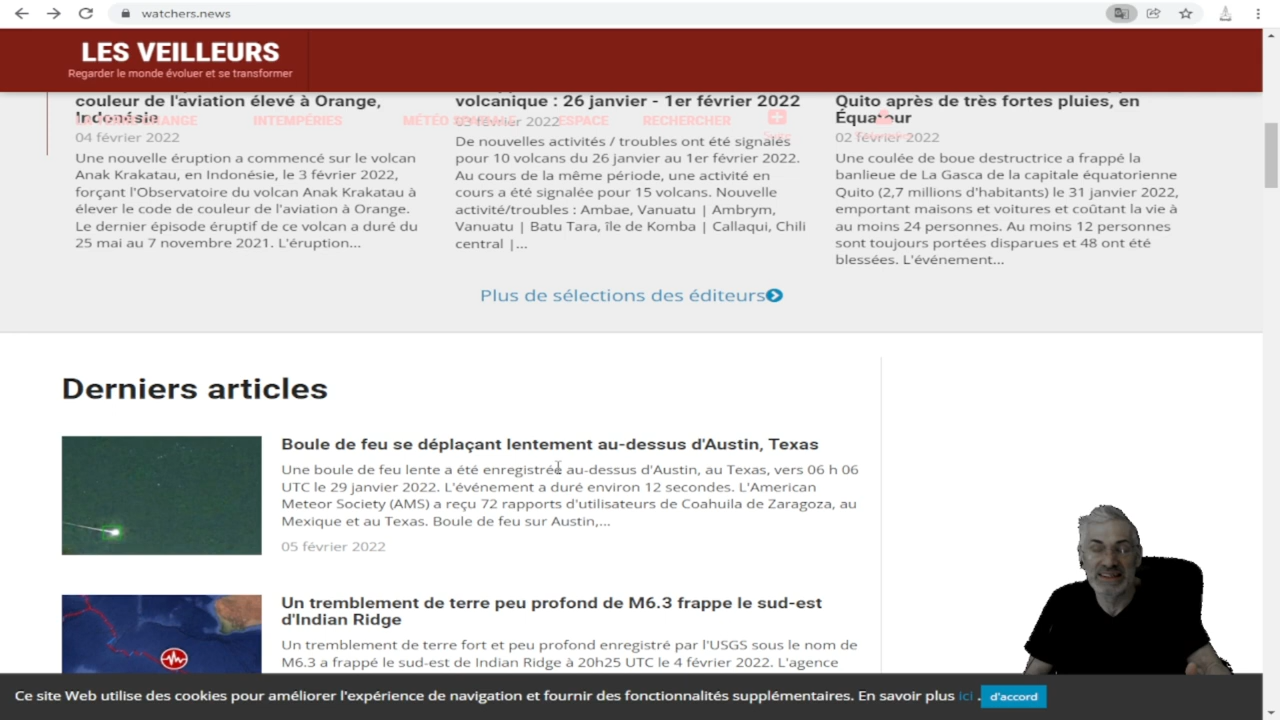 watchers.news
LES VEILLEURS
Regarder le monde évoluer et se transformer
couleur de l'aviation élevé à Orange,
Indonésie
04 février 2022
Une nouvelle éruption a commencé sur le volcan
Anak Krakatau, en Indonésie, le 3 février 2022,
forçant l'Observatoire du volcan Anak Krakatau à
élever le code de couleur de l'aviation à Orange.
Le dernier épisode éruptif de ce volcan a duré du
25 mai au 7 novembre 2021. L'éruption...
volcanique : 26 janvier - 1er février 2022
03 février 2022
De nouvelles activités / troubles ont été signalés
pour 10 volcans du 26 janvier au 1er février 2022.
Au cours de la même période, une activité en
cours a été signalée pour 15 volcans. Nouvelle
activité/troubles : Ambae, Vanuatu | Ambrym,
Vanuatu | Batu Tara, île de Komba | Callaqui, Chili
central |...
Quito après de très fortes pluies, en
Équateur
02 février 2022
Une coulée de boue destructrice a frappé la
banlieue de La Gasca de la capitale équatorienne
Quito (2,7 millions d'habitants) le 31 janvier 2022,
emportant maisons et voitures et coûtant la vie à
au moins 24 personnes. Au moins 12 personnes
sont toujours portées disparues et 48 ont été
blessées. L'événement...
INTEMPÉRIES
MÉTÉO
ESPACE
RECHERCHER
Plus de sélections des éditeurs
Derniers articles
Boule de feu se déplaçant lentement au-dessus d'Austin, Texas
Une boule de feu lente a été enregistrée au-dessus d'Austin, au Texas, vers 06 h 06
UTC le 29 janvier 2022. L'événement a duré environ 12 secondes. L'American
Meteor Society (AMS) a reçu 72 rapports d'utilisateurs de Coahuila de Zaragoza, au
Mexique et au Texas. Boule de feu sur Austin,...
05 février 2022
Un tremblement de terre peu profond de M6.3 frappe le sud-est
d'Indian Ridge
Un tremblement de terre fort et peu profond enregistré par l'USGS sous le nom de
M6.3 a frappé le sud-est de Indian Ridge à 20h25 UTC le 4 février 2022. L'agence
Ce site Web utilise des cookies pour améliorer l'expérience de navigation et fournir des fonctionnalités supplémentaires. En savoir plus ici .
d'accord